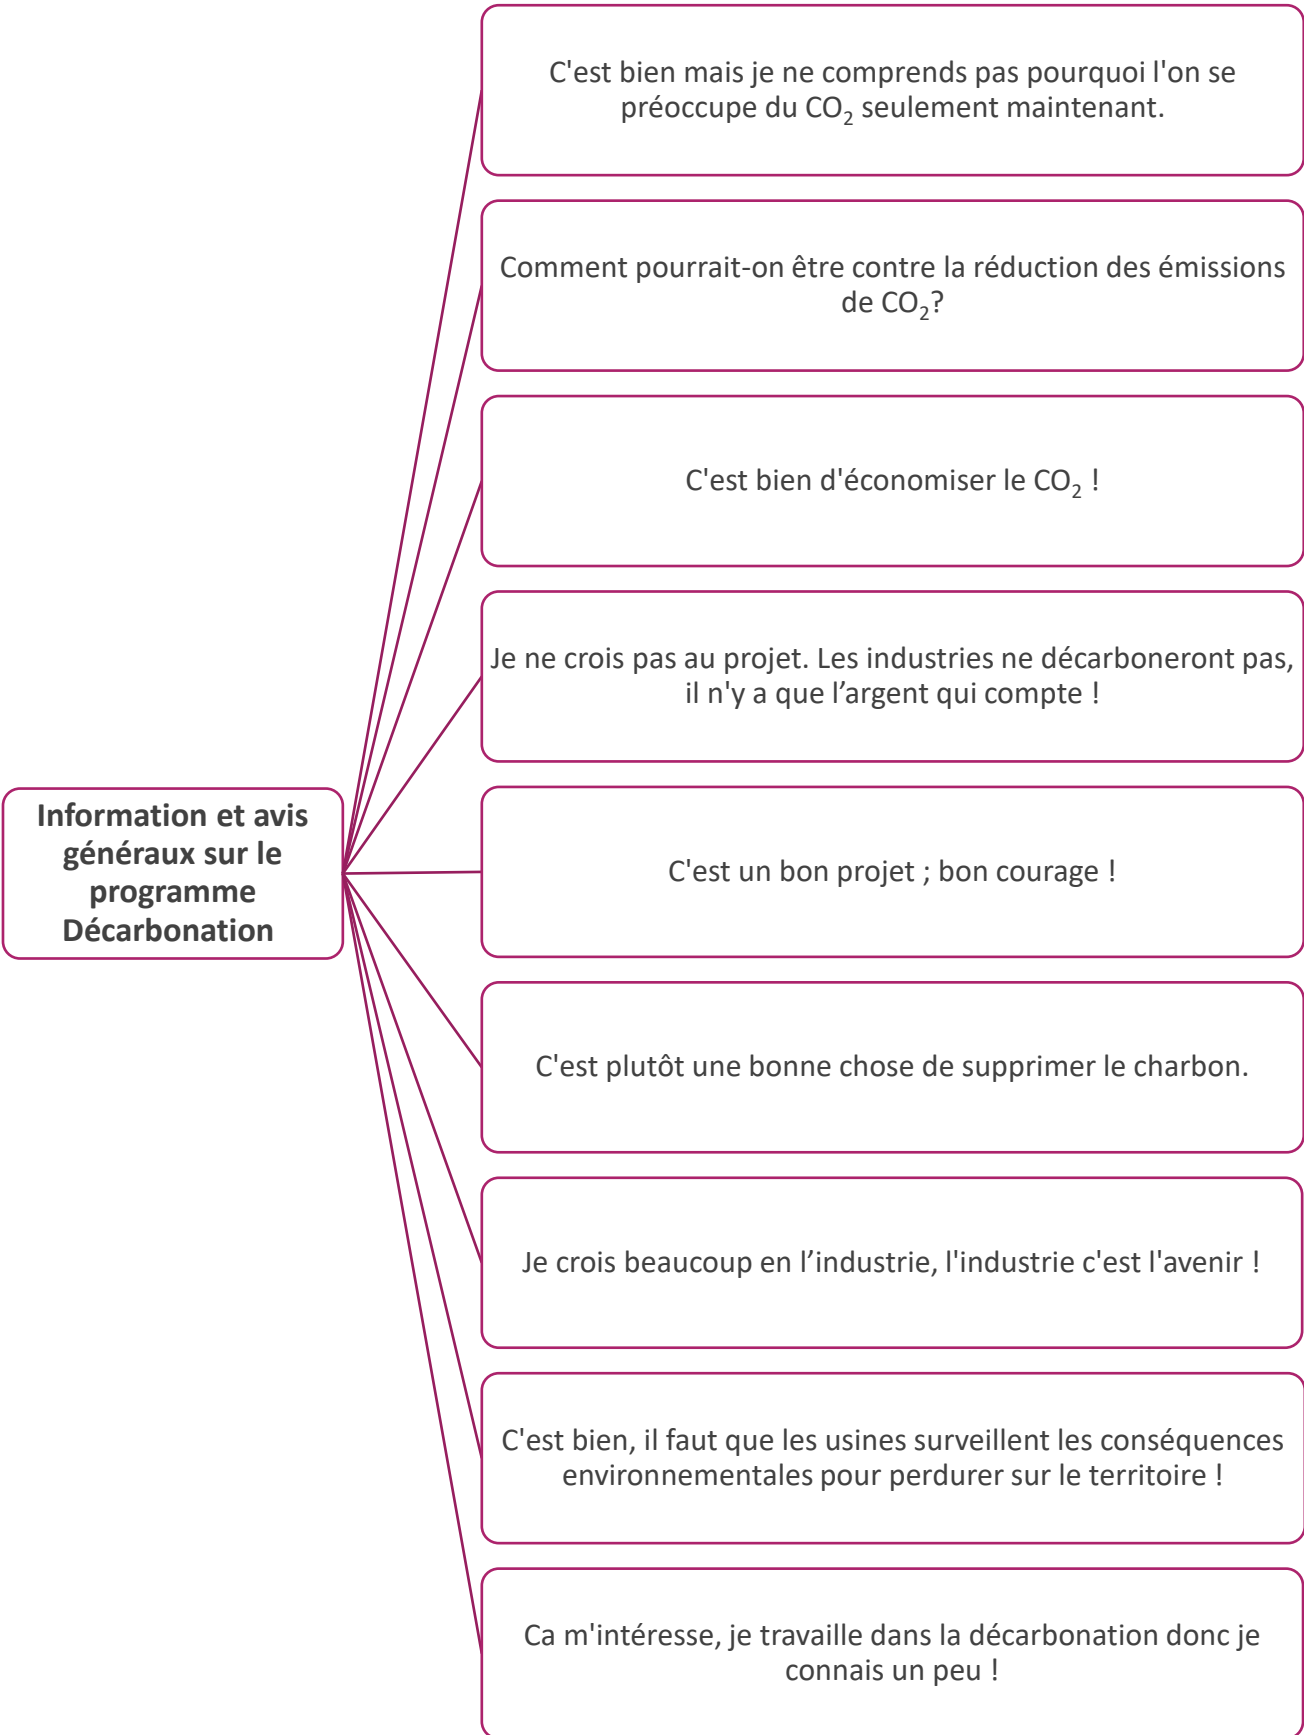 C'est bien mais je ne comprends pas pourquoi l'on se
préoccupe du CO₂ seulement maintenant.
Comment pourrait-on être contre la réduction des émissions
de CO₂?
C'est bien d'économiser le CO₂ !
Je ne crois pas au projet. Les industries ne décarboneront pas,
il n'y a que l’argent qui compte !
Information et avis
généraux sur le
programme
Décarbonation
C'est un bon projet ; bon courage !
C'est plutôt une bonne chose de supprimer le charbon.
Je crois beaucoup en l’industrie, l'industrie c'est l'avenir !
C'est bien, il faut que les usines surveillent les conséquences
environnementales pour perdurer sur le territoire !
Ca m'intéresse, je travaille dans la décarbonation donc je
connais un peu !